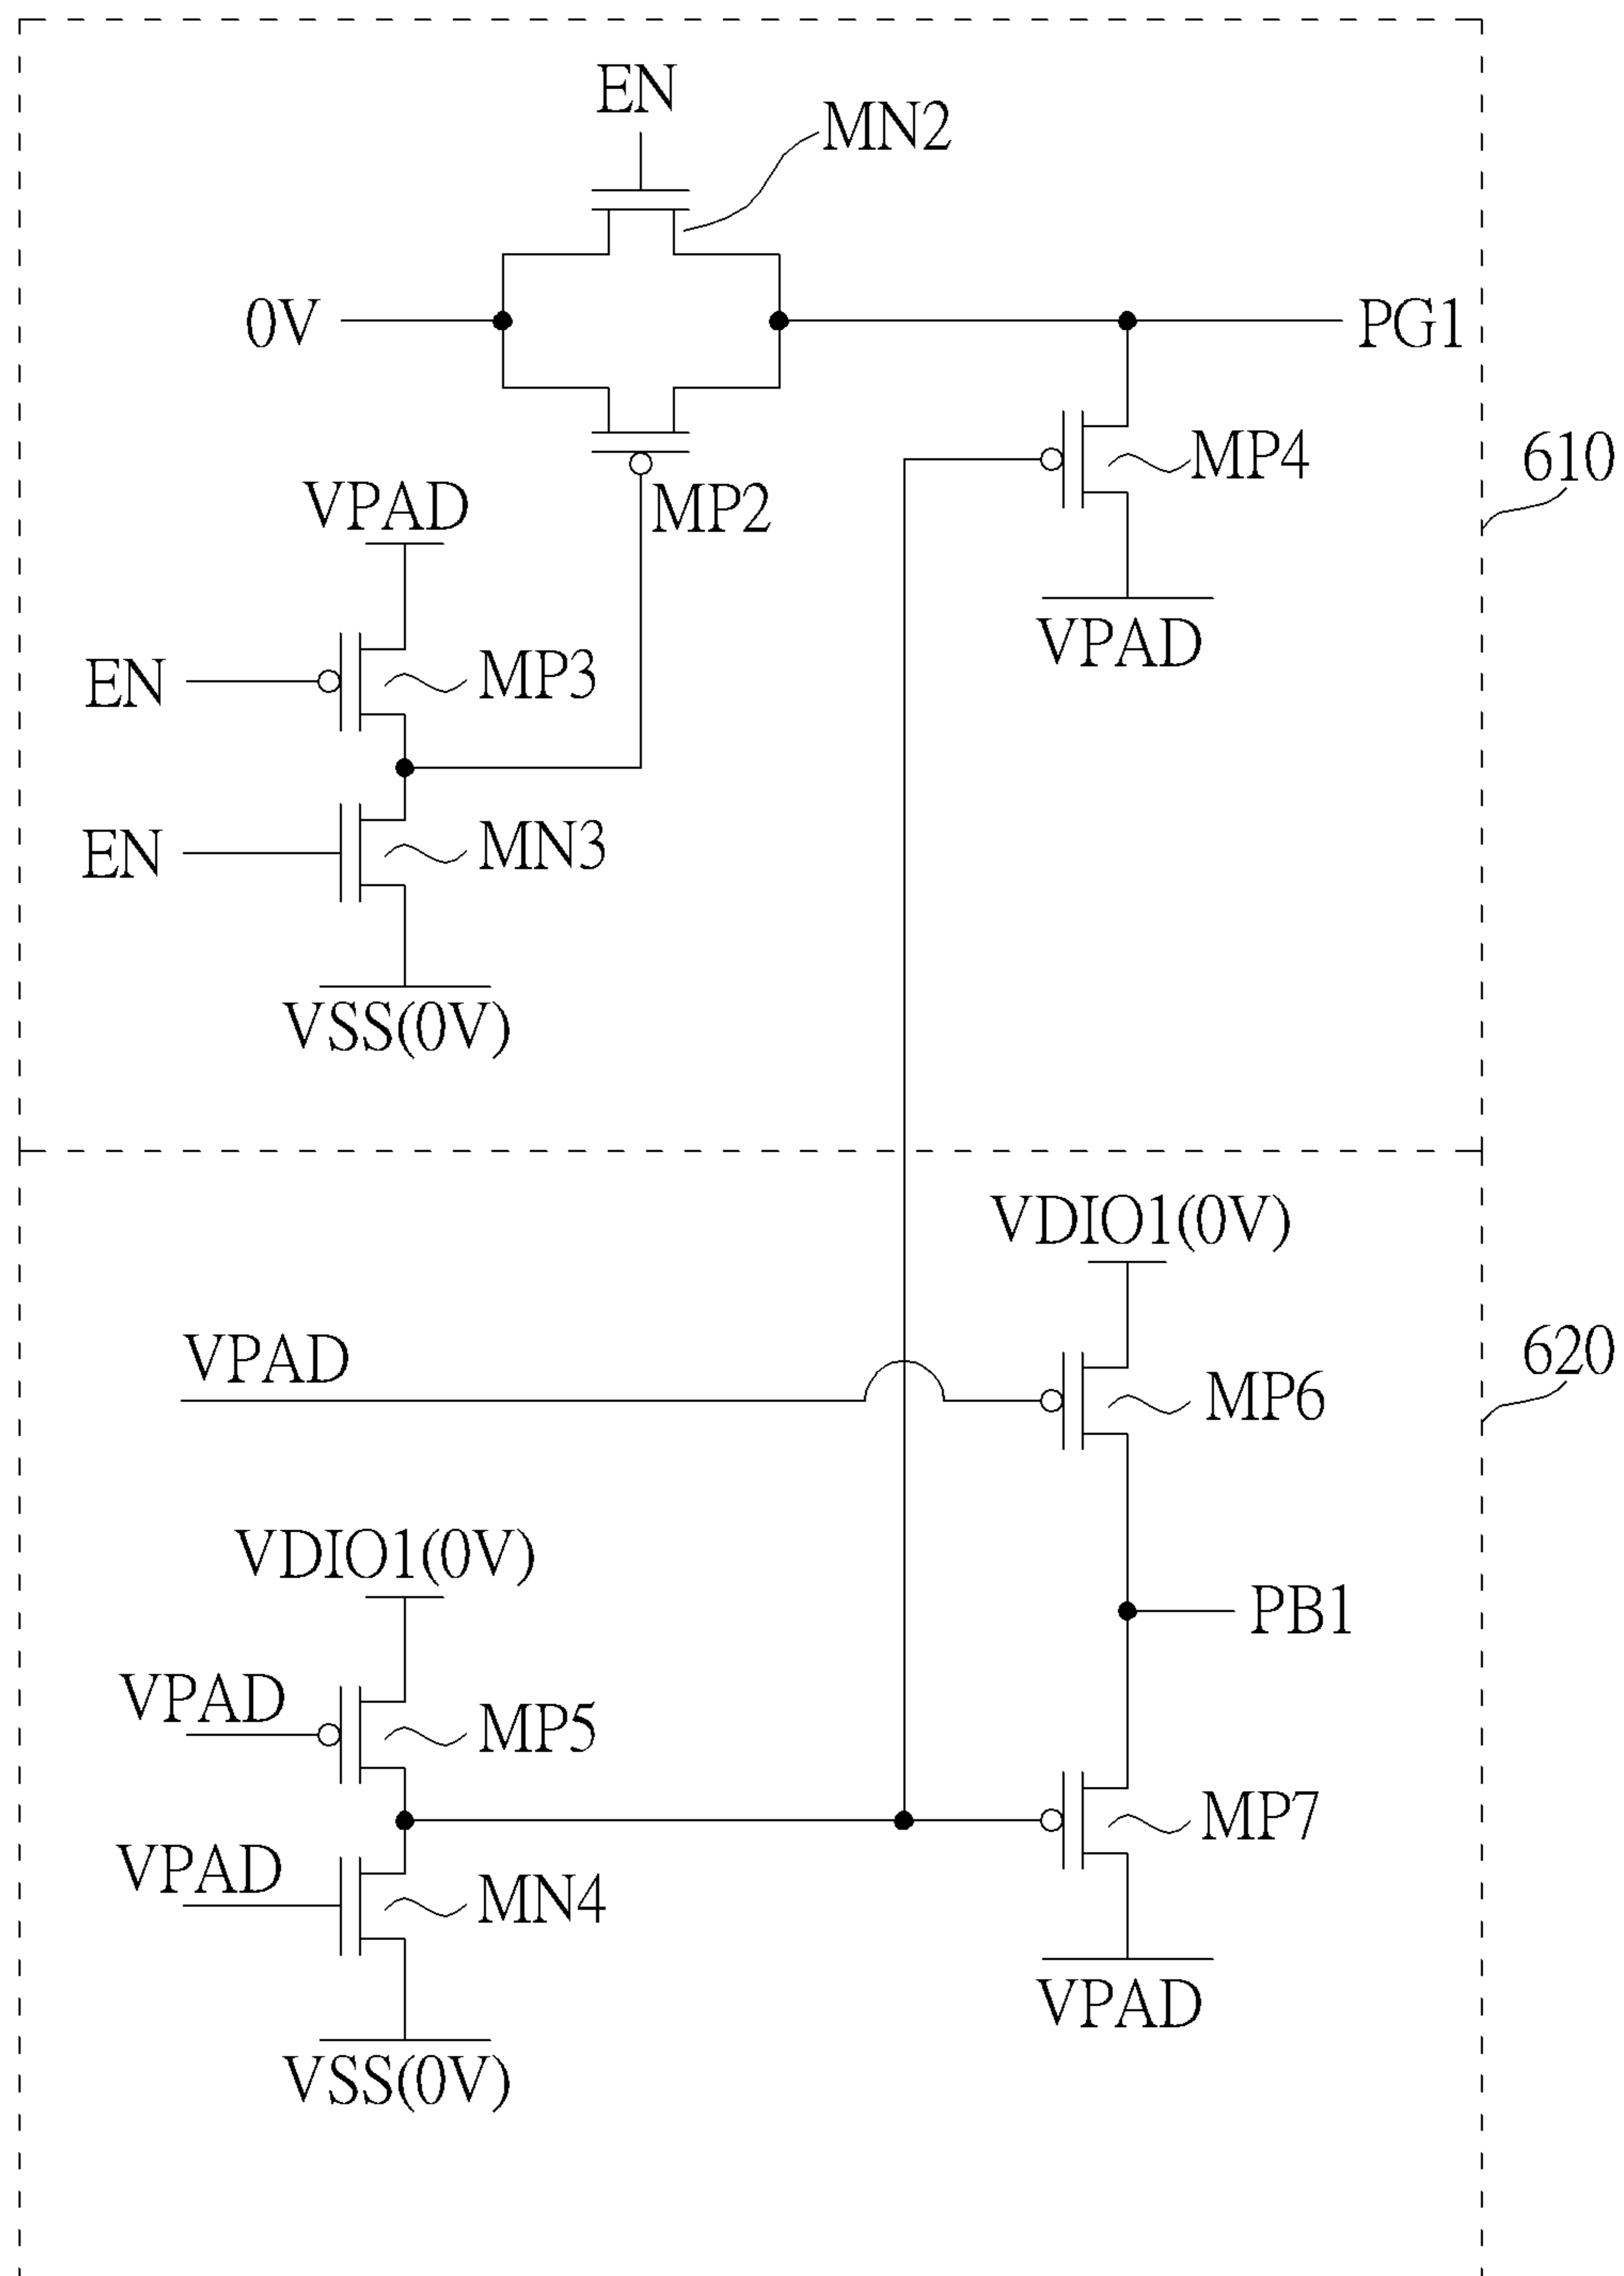 EN
MN2
0V
PG1
MP4
610
VPAD
MP2
VPAD
EN
MP3
EN
MN3
VSS(0V)
VDIO1(0V)
VPAD
620
MP6
VDIO1(0V)
PB1
VPAD
MP5
MP7
VPAD
MN4
VPAD
VSS(0V)